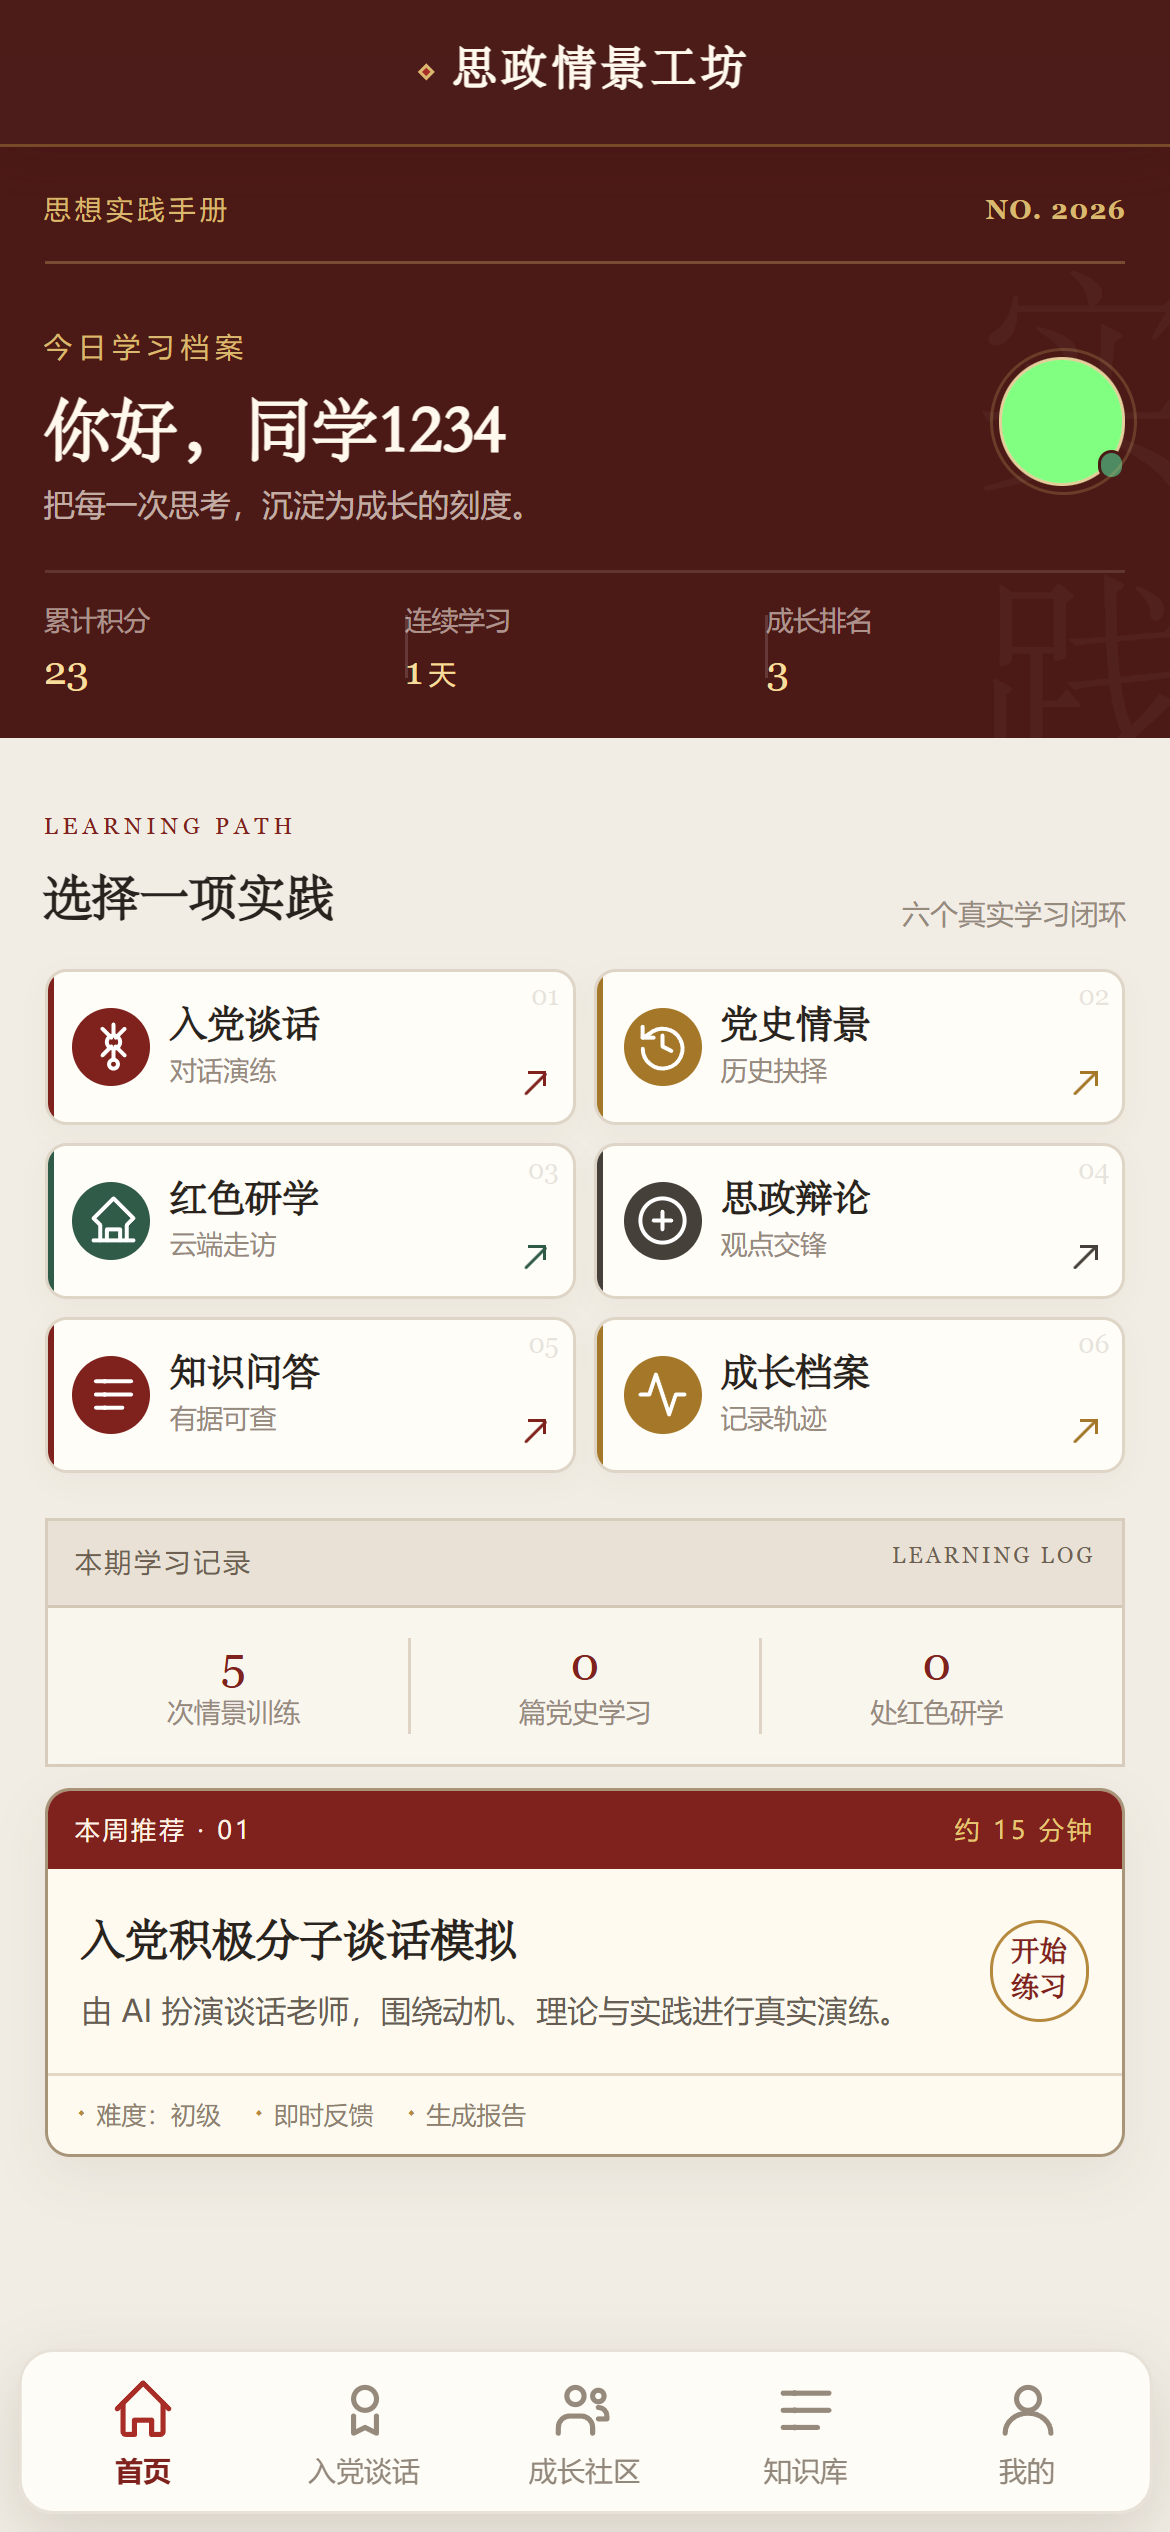 思政情景工坊
思想实践手册
NO. 2026
今日学习档案
你好，同学1234
把每一次思考，沉淀为成长的刻度。
实
践
累计积分
连续学习
成长排名
23
1 天
3
LEARNING PATH
选择一项实践
六个真实学习闭环
01
入党谈话
对话演练
02
党史情景
历史抉择
03
红色研学
云端走访
04
思政辩论
观点交锋
05
知识问答
有据可查
06
成长档案
记录轨迹
本期学习记录
LEARNING LOG
5
次情景训练
0
篇党史学习
0
处红色研学
本周推荐 · 01
约 15 分钟
入党积极分子谈话模拟
由 AI 扮演谈话老师，围绕动机、理论与实践进行真实演练。
开始
练习
难度：初级
即时反馈
生成报告
首页
入党谈话
成长社区
知识库
我的